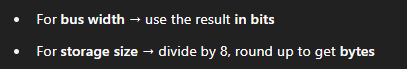 • For bus width → use the result in bits
• For storage size → divide by 8, round up to get bytes